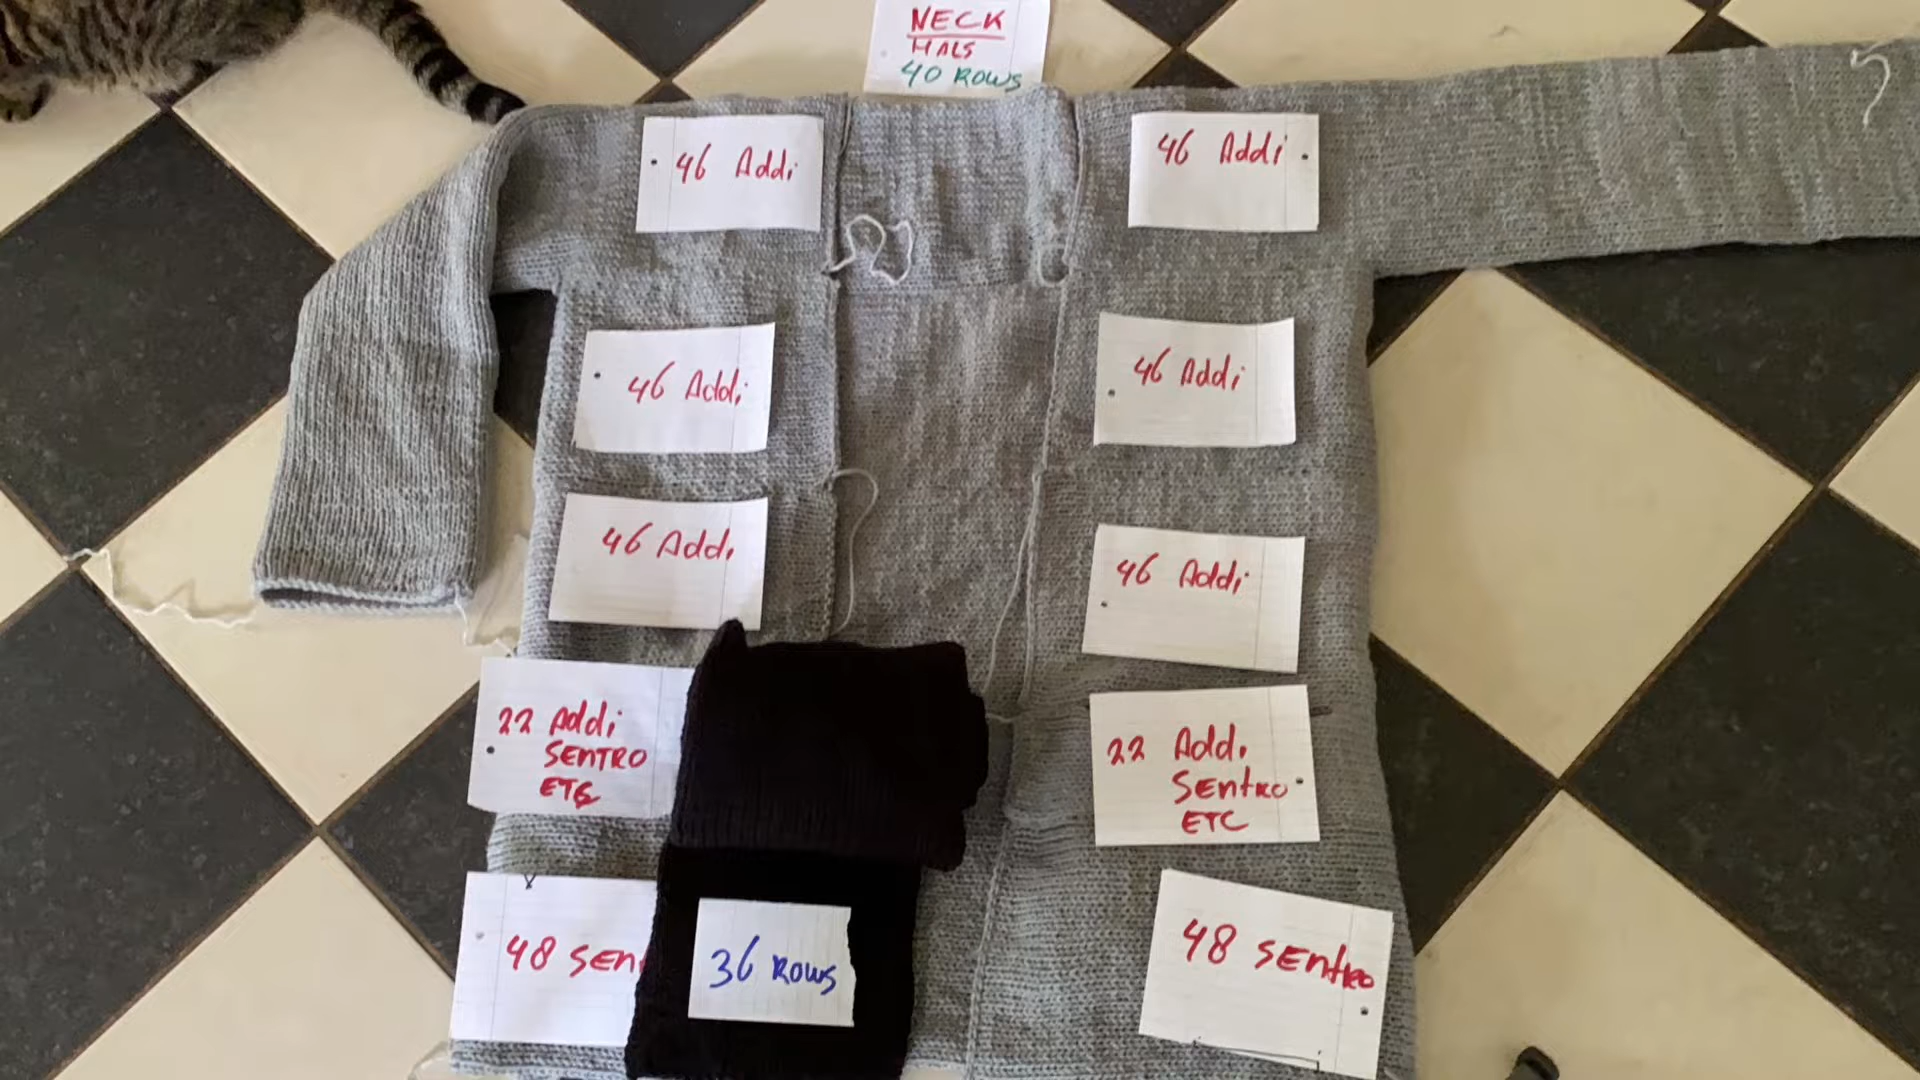 NECK
HALS
40 ROWS
46 Addi
46 Addi
46 Addi
46 Addi
46 Addi
46 Addi
22 Addi
SENTRO
ETC
22 Addi
SENTRO
ETC
48 SEN
36 ROWS
48 SENTRO